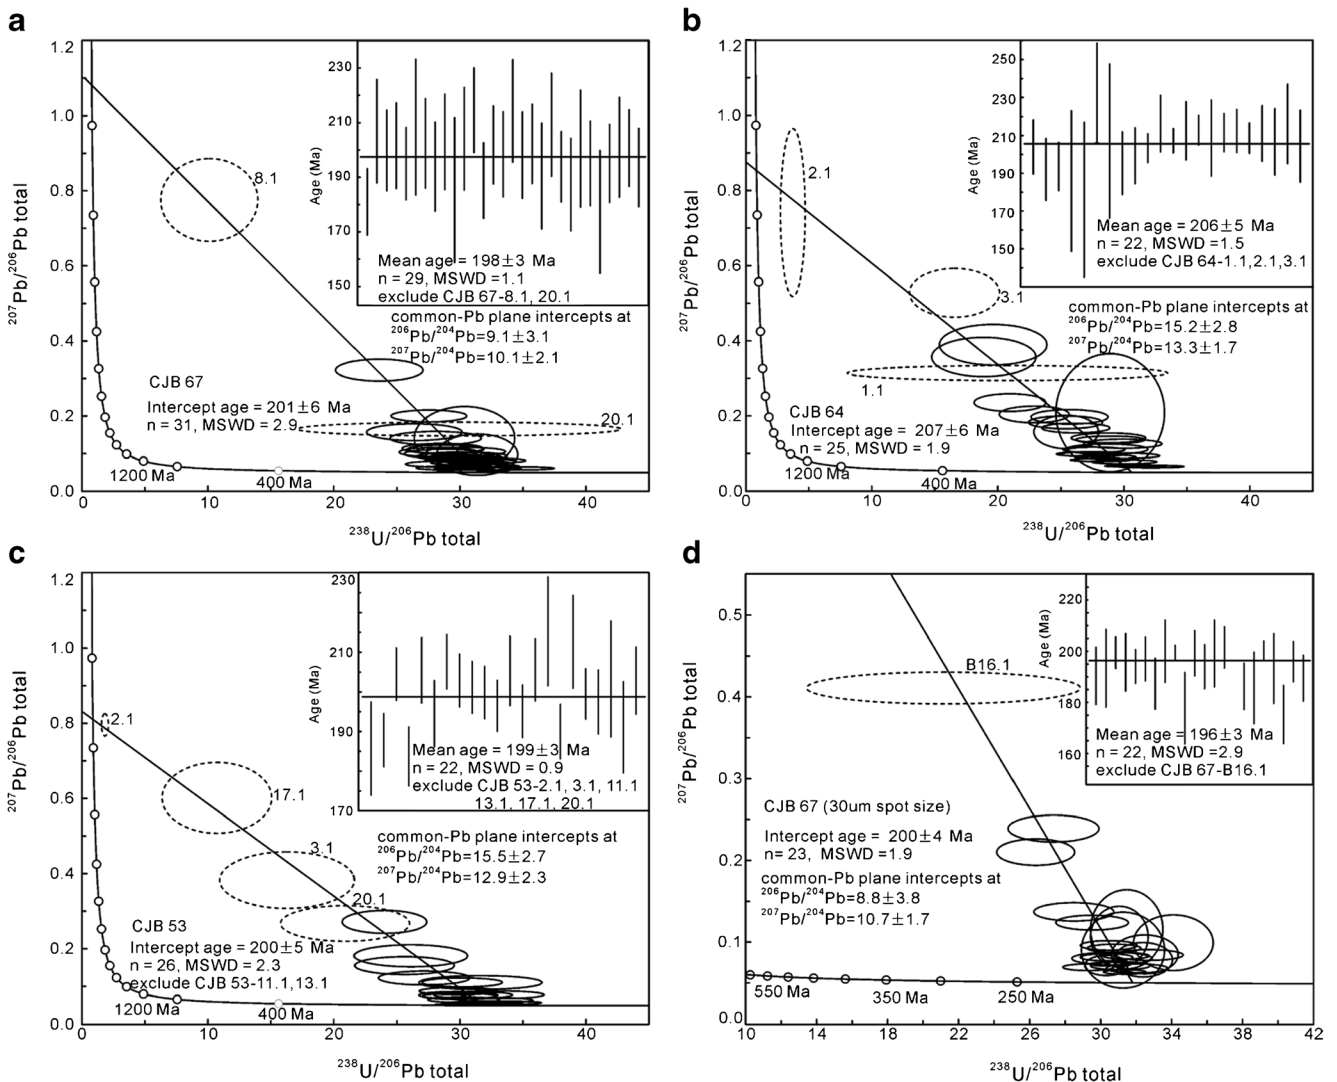 a
1.2
1.0
0.8
0.6
0.4
0.2
0.0
207Pb/206Pb total
230
210
190
170
150
Age (Ma)
Mean age = 198±3 Ma
n = 29, MSWD =1.1
exclude CJB 67-8.1, 20.1
common-Pb plane intercepts at
206Pb/204Pb=9.1±3.1
207Pb/204Pb=10.1±2.1
8.1
20.1
CJB 67
Intercept age = 201±6 Ma
n = 31, MSWD = 2.9
1200 Ma
400 Ma
0 10 20 30 40
238U/206Pb total
b
1.2
1.0
0.8
0.6
0.4
0.2
0.0
207Pb/206Pb total
250
230
210
190
170
150
Age (Ma)
Mean age = 206±5 Ma
n = 22, MSWD =1.5
exclude CJB 64-1.1,2.1,3.1
common-Pb plane intercepts at
206Pb/204Pb=15.2±2.8
207Pb/204Pb=13.3±1.7
2.1
3.1
1.1
CJB 64
Intercept age = 207±6 Ma
n = 25, MSWD = 1.9
1200 Ma
400 Ma
0 10 20 30 40
238U/206Pb total
c
1.2
1.0
0.8
0.6
0.4
0.2
0.0
207Pb/206Pb total
230
210
190
170
Age (Ma)
Mean age = 199±3 Ma
n = 22, MSWD = 0.9
exclude CJB 53-2.1, 3.1, 11.1
13.1, 17.1, 20.1
common-Pb plane intercepts at
206Pb/204Pb=15.5±2.7
207Pb/204Pb=12.9±2.3
2.1
17.1
3.1
20.1
CJB 53
Intercept age = 200±5 Ma
n = 26, MSWD = 2.3
exclude CJB 53-11.1,13.1
1200 Ma
400 Ma
0 10 20 30 40
238U/206Pb total
d
0.5
0.4
0.3
0.2
0.1
0.0
207Pb/206Pb total
220
200
180
160
Age (Ma)
Mean age = 196±3 Ma
n = 22, MSWD = 2.9
exclude CJB 67-B16.1
B16.1
CJB 67 (30um spot size)
Intercept age = 200±4 Ma
n= 23, MSWD =1.9
common-Pb plane intercepts at
206Pb/204Pb=8.8±3.8
207Pb/204Pb=10.7±1.7
550 Ma
350 Ma
250 Ma
10 14 18 22 26 30 34 38 42
238U/206Pb total